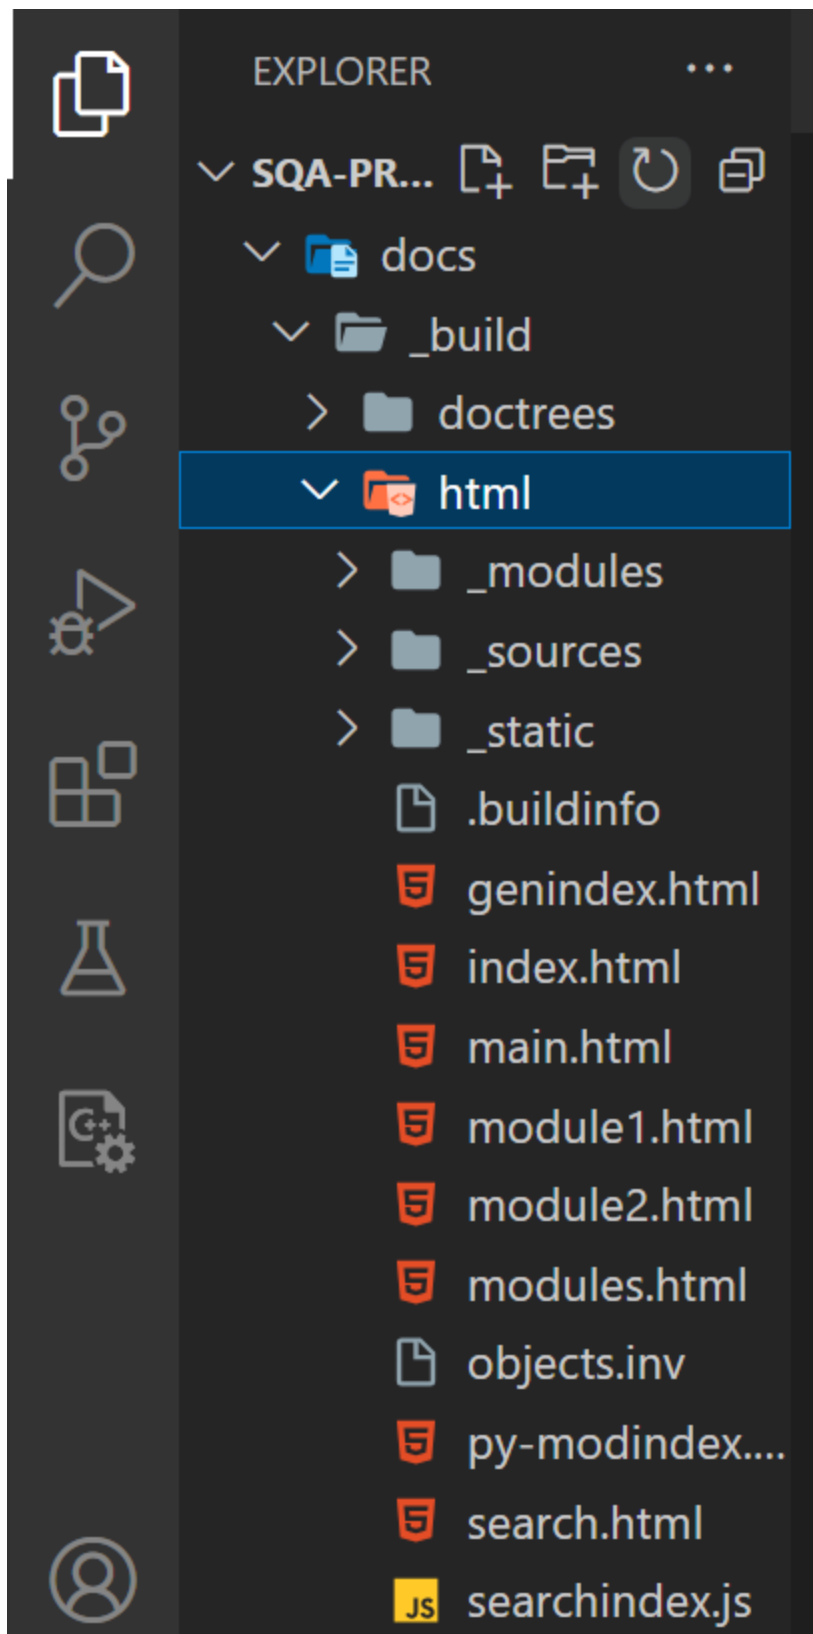 EXPLORER
SQA-PR...
docs
_build
doctrees
html
_modules
_sources
_static
.buildinfo
genindex.html
index.html
main.html
module1.html
module2.html
modules.html
objects.inv
py-modindex....
search.html
JS searchindex.js